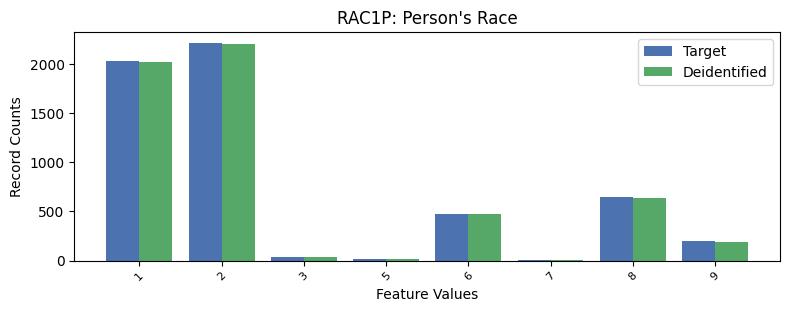 RAC1P: Person's Race
Target
Deidentified
Record Counts
2000
1500
1000
500
0
1 2 3 5 6 7 8 9
Feature Values